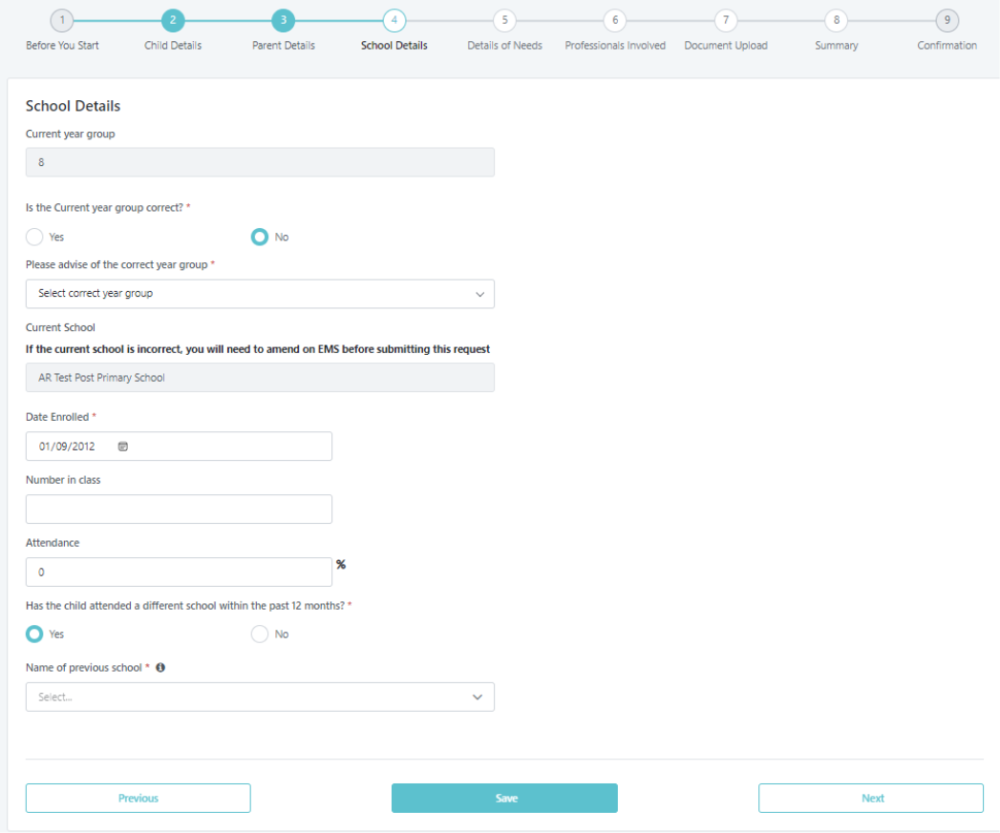 1 2 3 4 5 6 7 8 9
Before You Start Child Details Parent Details School Details Details of Needs Professionals Involved Document Upload Summary Confirmation
School Details
Current year group
8
Is the Current year group correct? *
Yes No
Please advise of the correct year group *
Select correct year group
Current School
If the current school is incorrect, you will need to amend on EMS before submitting this request
AR Test Post Primary School
Date Enrolled *
01/09/2012
Number in class
Attendance
0 %
Has the child attended a different school within the past 12 months? *
Yes No
Name of previous school *
Select...
Previous Save Next